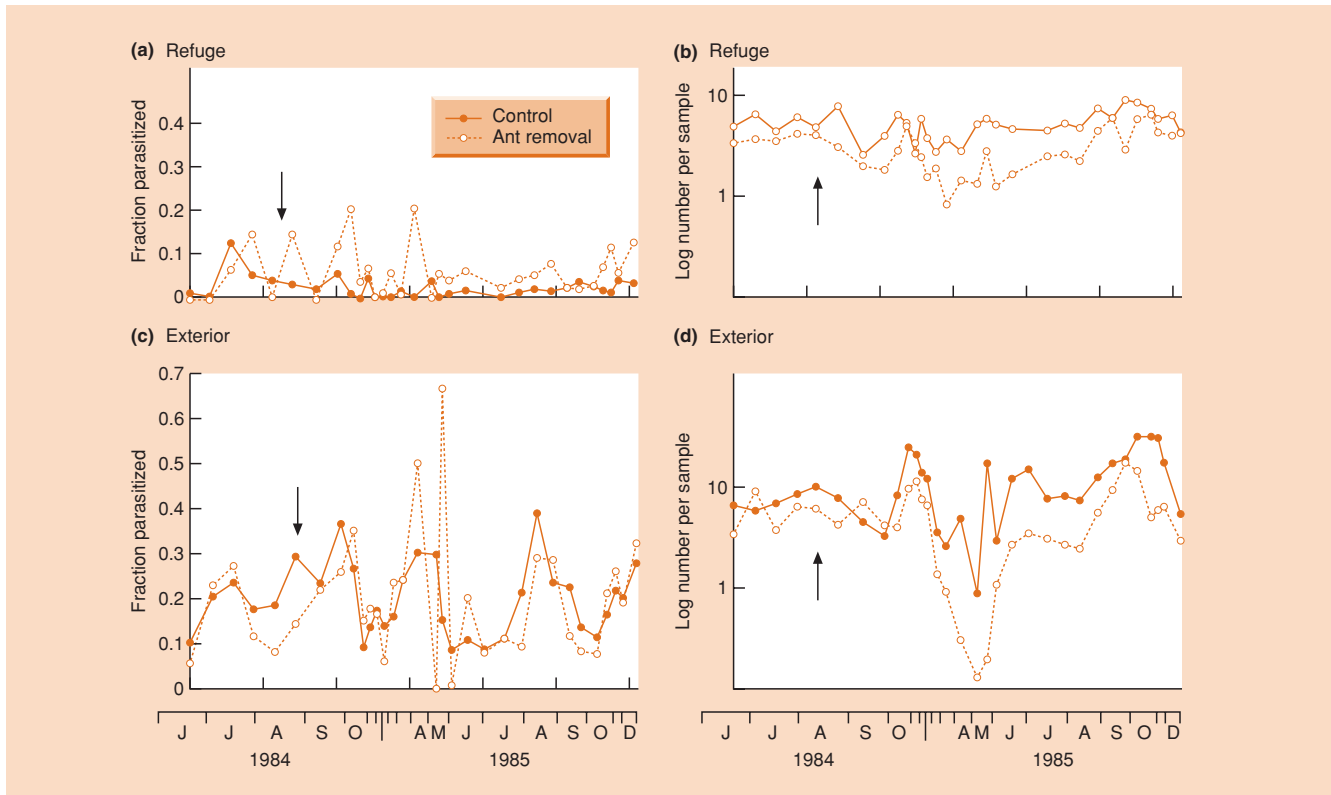 (a) Refuge
Fraction parasitized
0.4
0.3
0.2
0.1
0
Control
Ant removal
(b) Refuge
Log number per sample
10
1
(c) Exterior
Fraction parasitized
0.7
0.6
0.5
0.4
0.3
0.2
0.1
0
J J A S O A M J J A S O D
1984 1985
(d) Exterior
Log number per sample
10
1
J J A S O A M J J A S O D
1984 1985